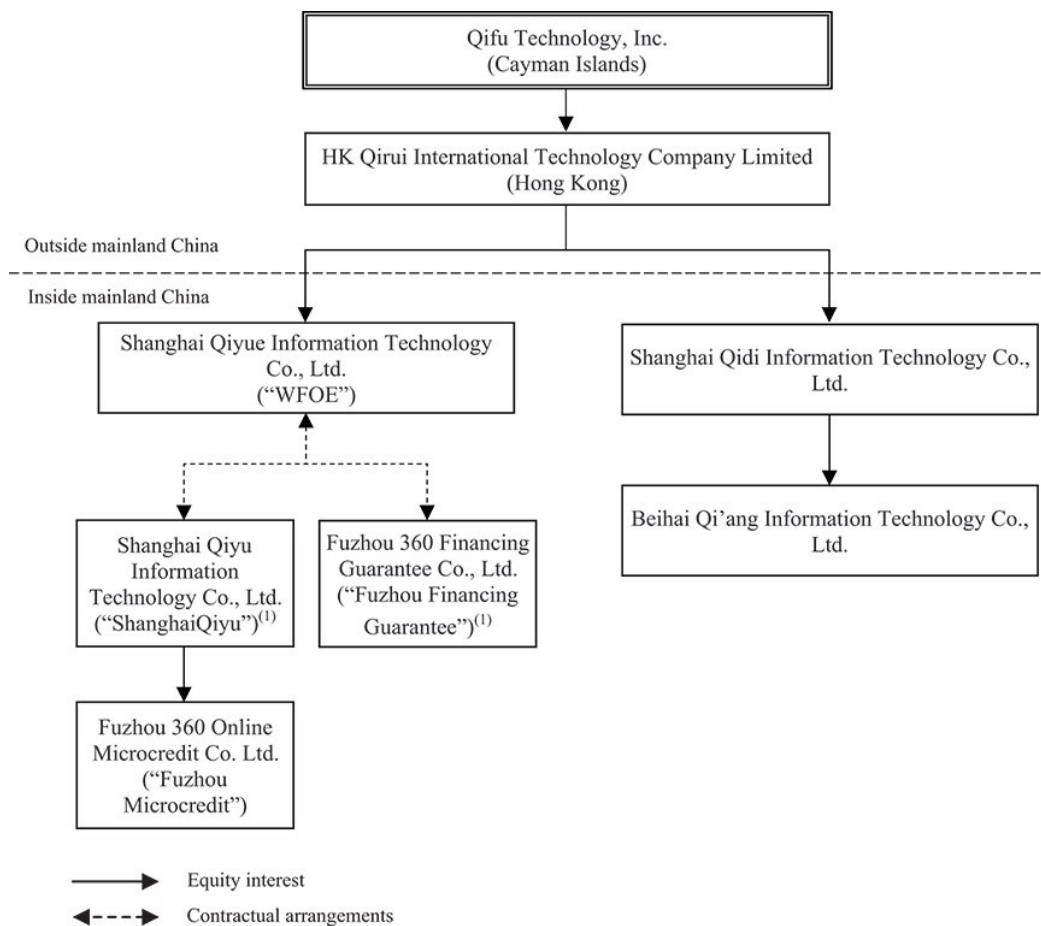 Qifu Technology, Inc.
(Cayman Islands)
HK Qirui International Technology Company Limited
(Hong Kong)
Outside mainland China
Inside mainland China
Shanghai Qiyue Information Technology
Co., Ltd.
(“WFOE”)
Shanghai Qidi Information Technology Co.,
Ltd.
Beihai Qi’ang Information Technology Co.,
Ltd.
Shanghai Qiyu
Information
Technology Co., Ltd.
(“ShanghaiQiyu”)(1)
Fuzhou 360 Financing
Guarantee Co., Ltd.
(“Fuzhou Financing
Guarantee”)(1)
Fuzhou 360 Online
Microcredit Co. Ltd.
(“Fuzhou
Microcredit”)
Equity interest
Contractual arrangements